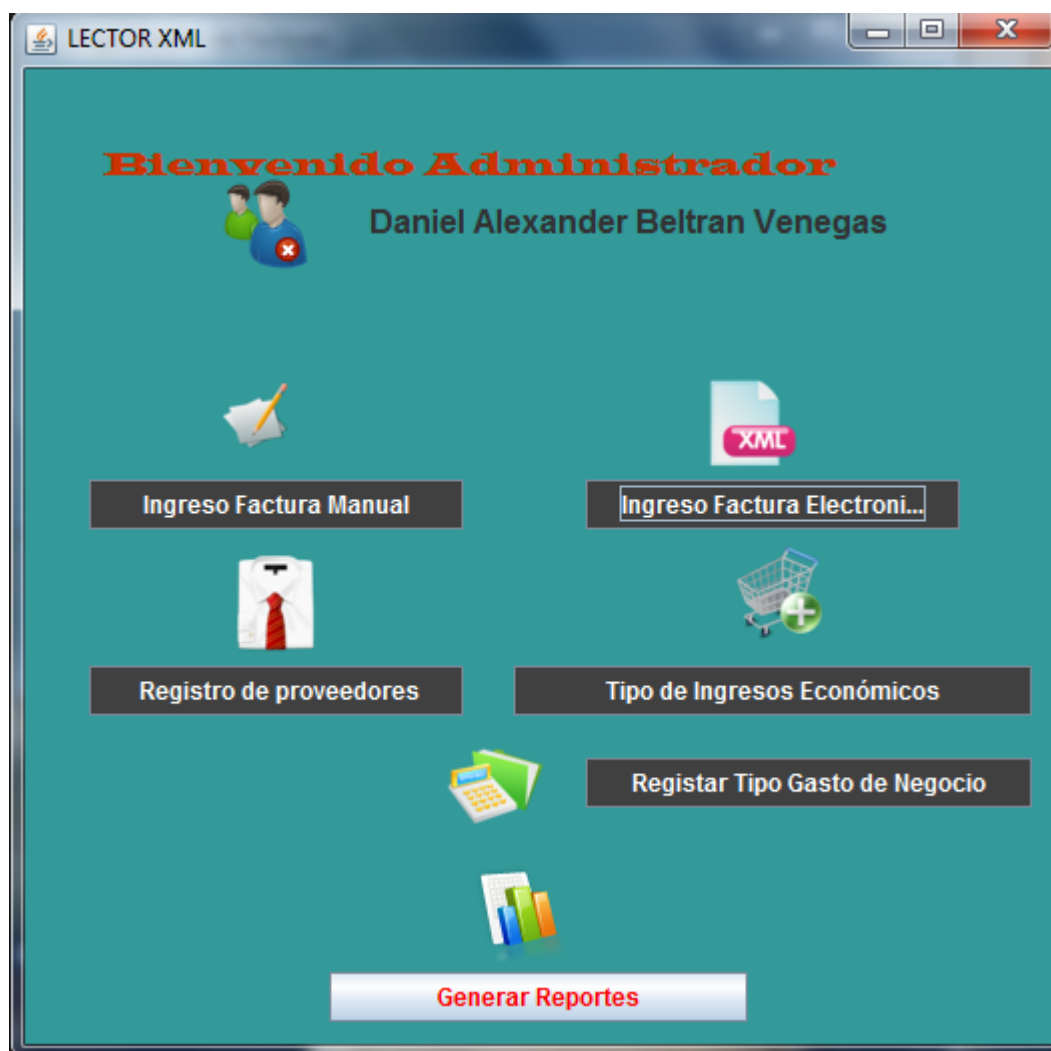 LECTOR XML
Bienvenido Administrador
Daniel Alexander Beltran Venegas
XML
Ingreso Factura Manual
Ingreso Factura Electroni...
Registro de proveedores
Tipo de Ingresos Económicos
Registar Tipo Gasto de Negocio
Generar Reportes